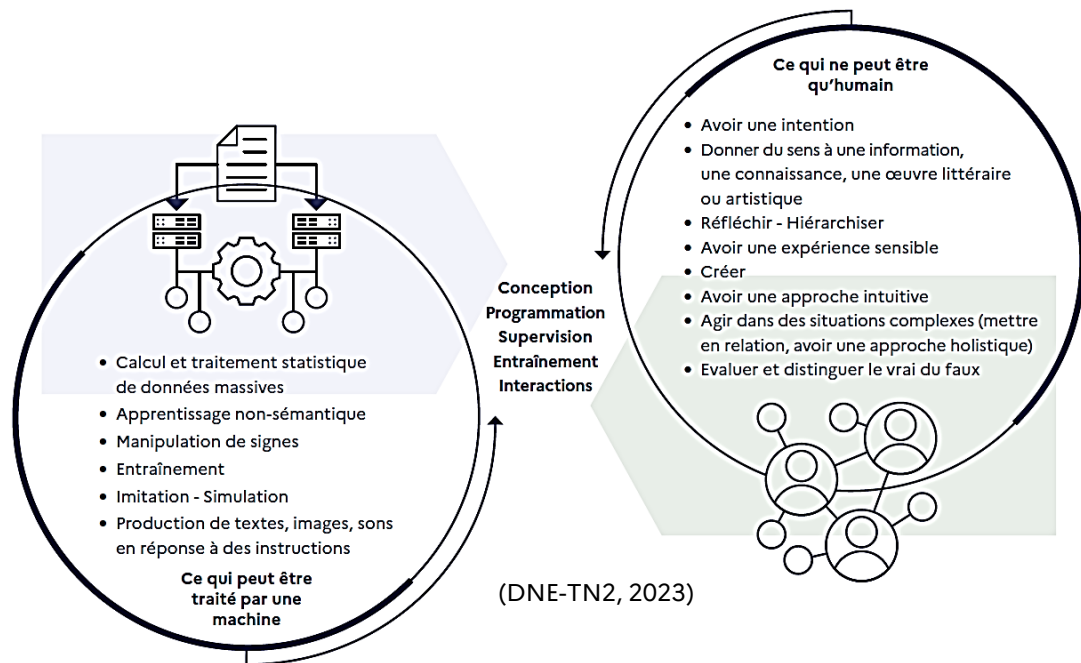 Ce qui peut être
traité par une
machine
• Calcul et traitement statistique
de données massives
• Apprentissage non-sémantique
• Manipulation de signes
• Entraînement
• Imitation - Simulation
• Production de textes, images, sons
en réponse à des instructions
Conception
Programmation
Supervision
Entraînement
Interactions
Ce qui ne peut être
qu'humain
• Avoir une intention
• Donner du sens à une information,
une connaissance, une œuvre littéraire
ou artistique
• Réfléchir - Hiérarchiser
• Avoir une expérience sensible
• Créer
• Avoir une approche intuitive
• Agir dans des situations complexes (mettre
en relation, avoir une approche holistique)
• Evaluer et distinguer le vrai du faux
(DNE-TN2, 2023)